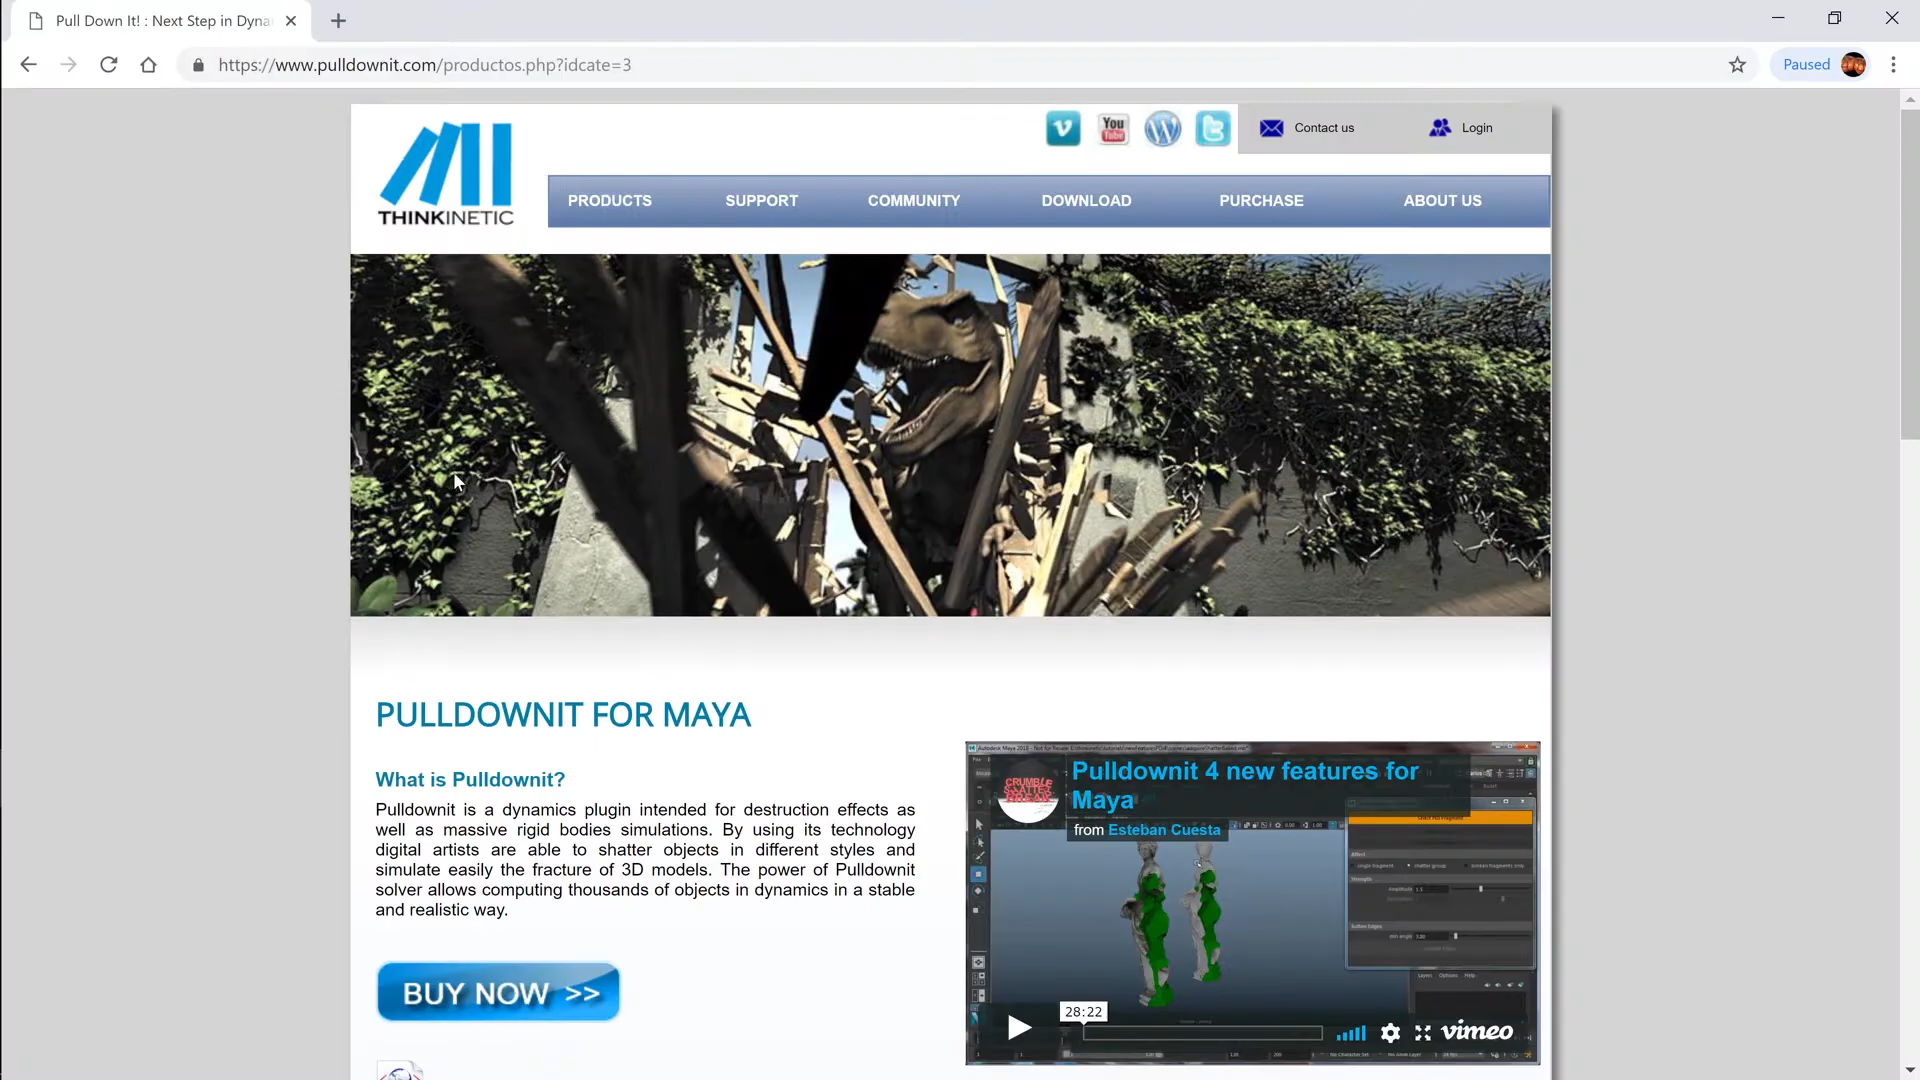 Pull Down It! : Next Step in Dyna
https://www.pulldownit.com/productos.php?idcate=3
Paused
You
Tube
Contact us
Login
THINKINETIC
PRODUCTS
SUPPORT
COMMUNITY
DOWNLOAD
PURCHASE
ABOUT US
PULLDOWNIT FOR MAYA
What is Pulldownit?
Pulldownit is a dynamics plugin intended for destruction effects as
well as massive rigid bodies simulations. By using its technology
digital artists are able to shatter objects in different styles and
simulate easily the fracture of 3D models. The power of Pulldownit
solver allows computing thousands of objects in dynamics in a stable
and realistic way.
BUY NOW >>
Pulldownit 4 new features for
Maya
from Esteban Cuesta
28:22
vimeo